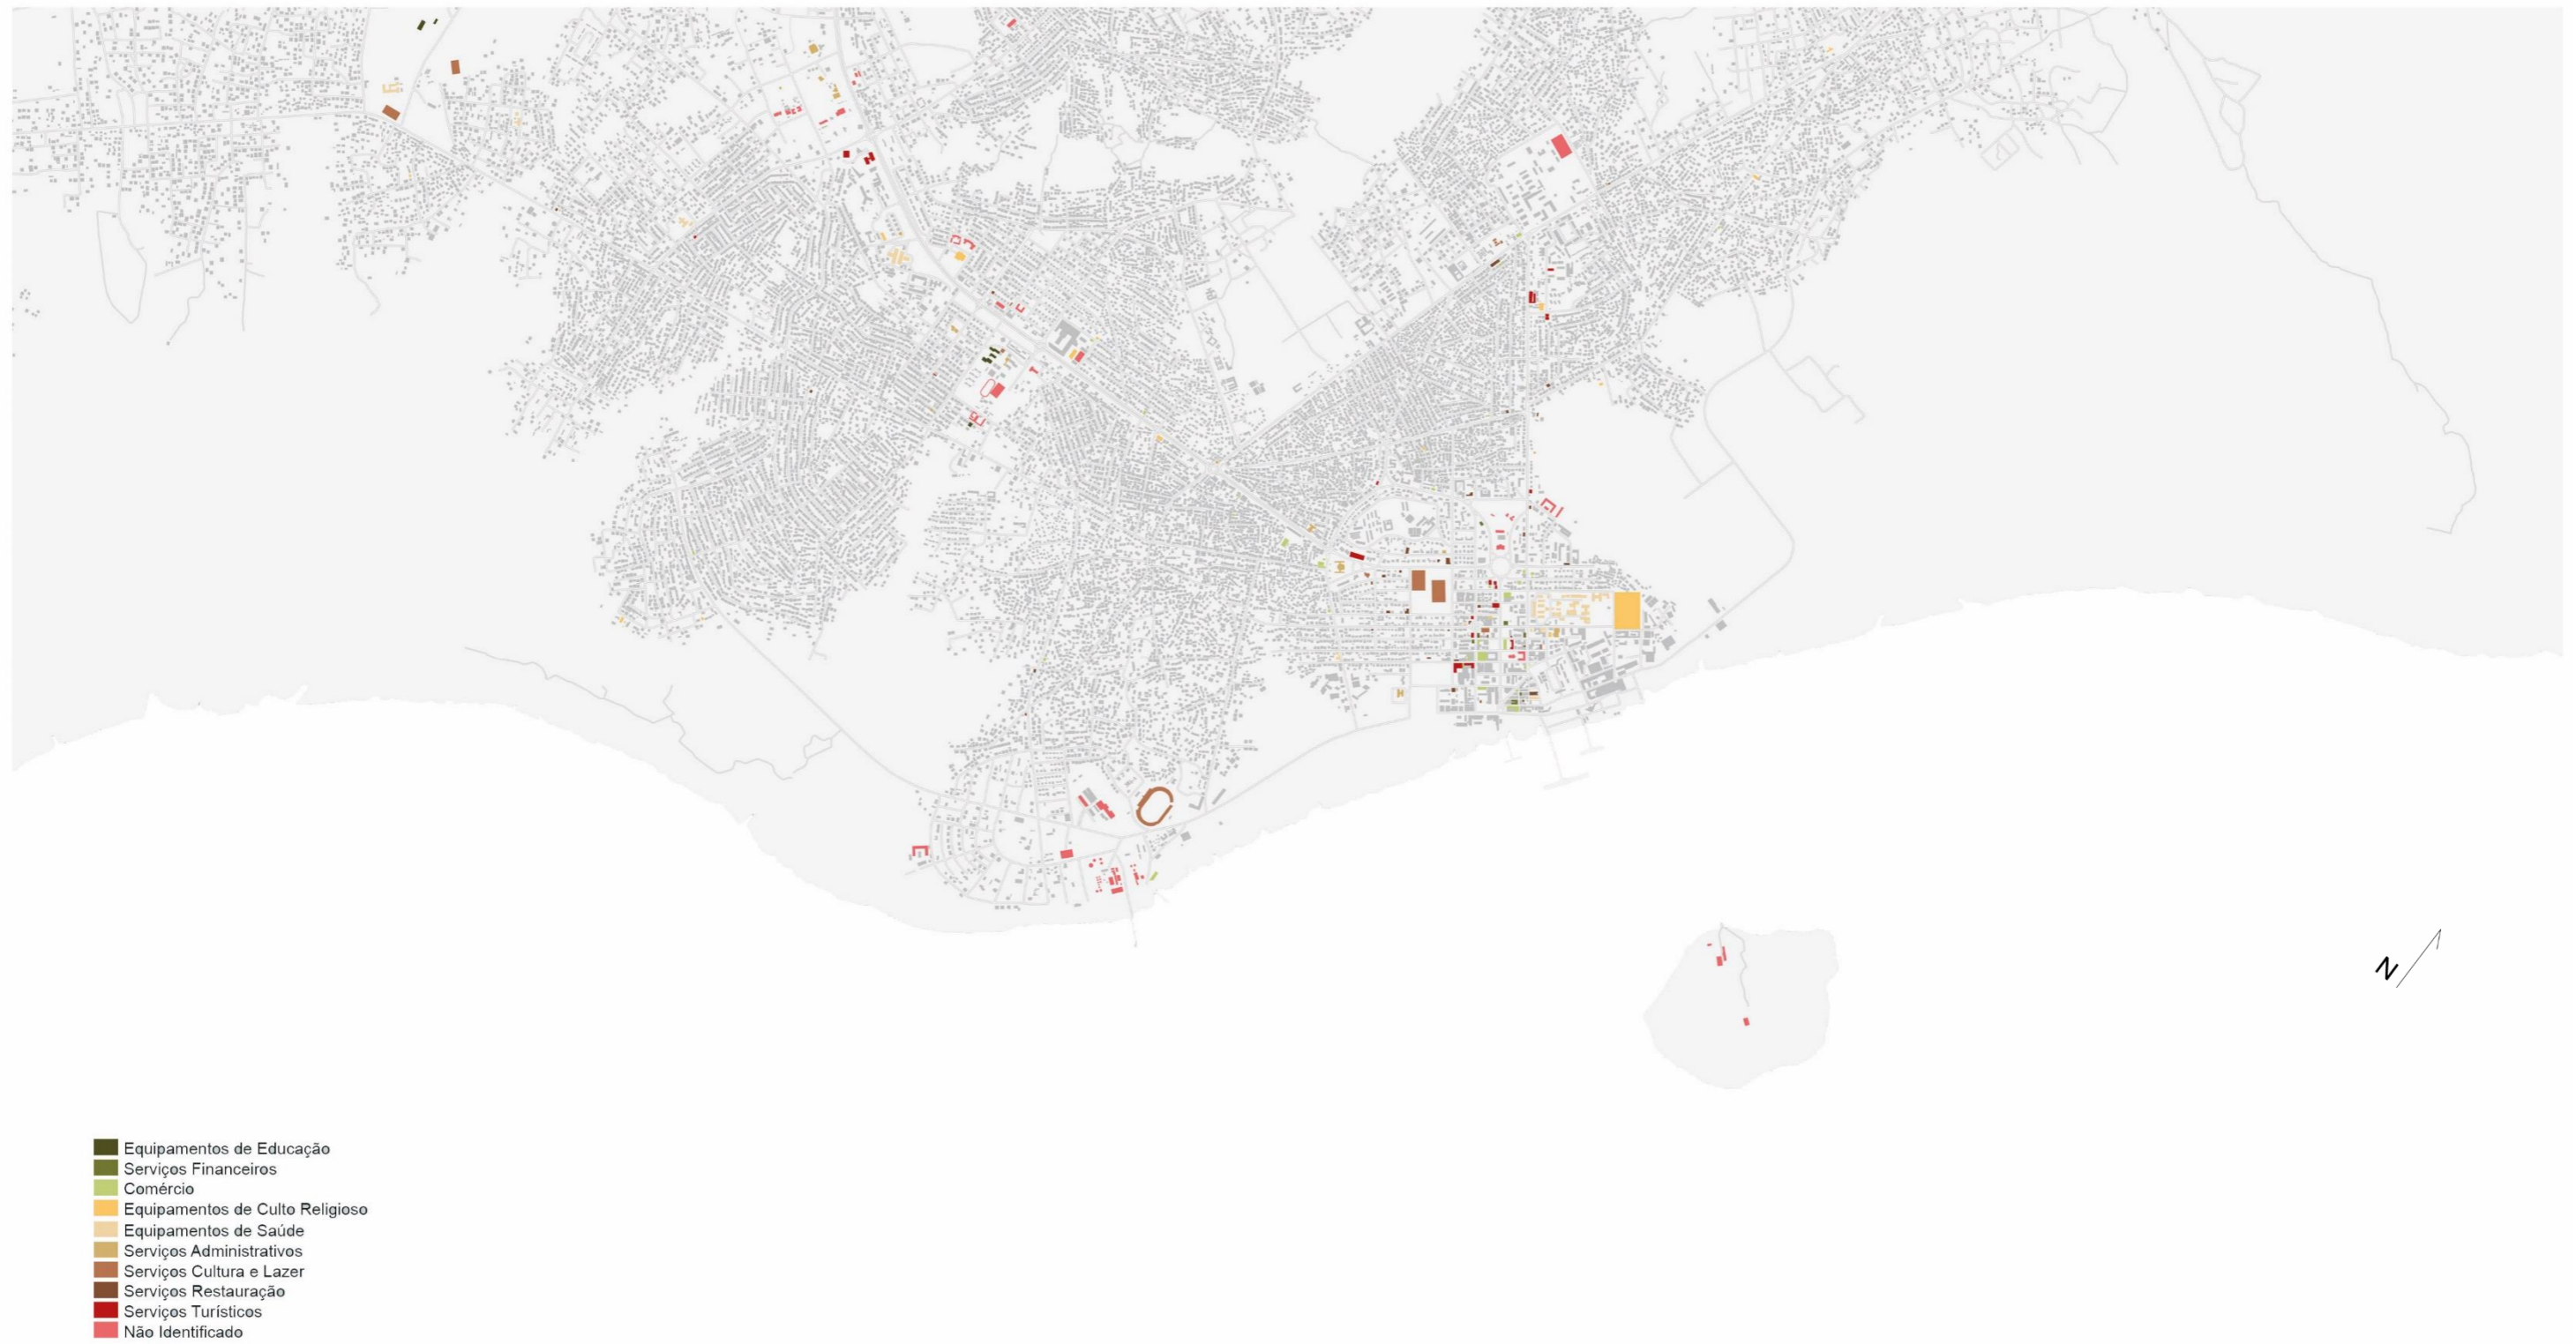 N
Equipamentos de Educação
Serviços Financeiros
Comércio
Equipamentos de Culto Religioso
Equipamentos de Saúde
Serviços Administrativos
Serviços Cultura e Lazer
Serviços Restauração
Serviços Turísticos
Não Identificado